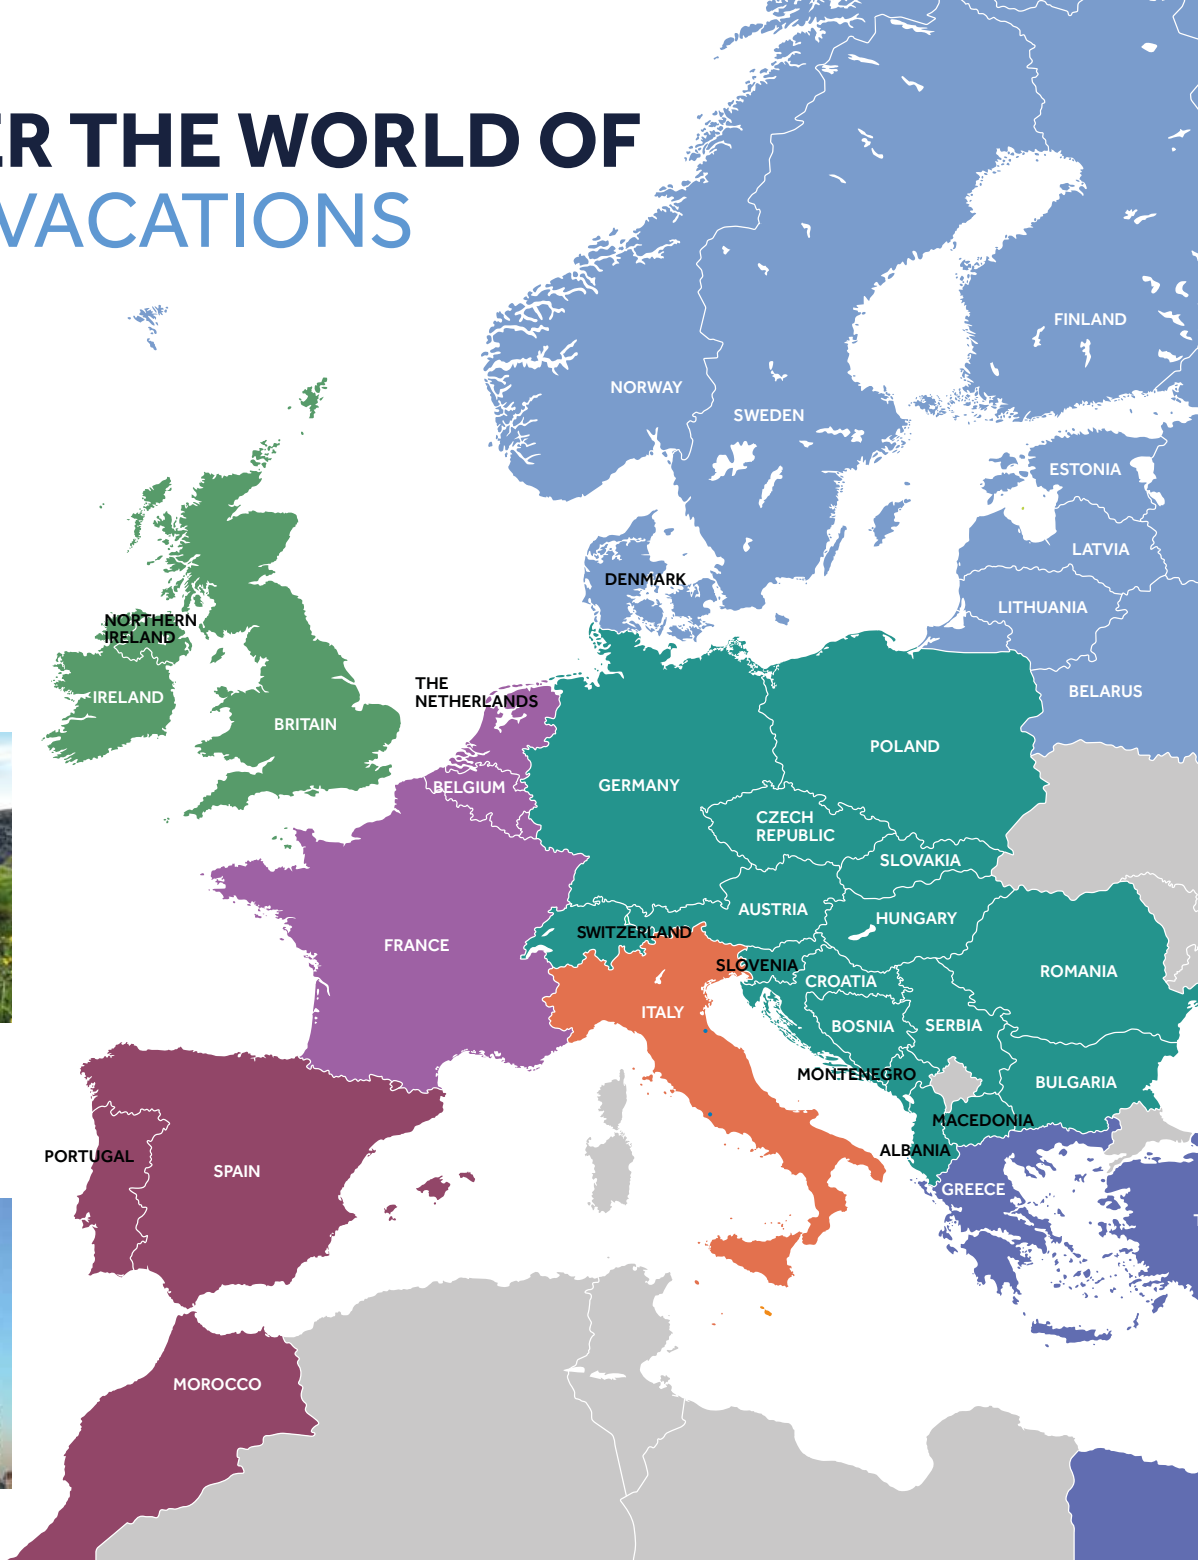 ER THE WORLD OF
VACATIONS
FINLAND
NORWAY
SWEDEN
ESTONIA
LATVIA
DENMARK
LITHUANIA
NORTHERN
IRELAND
THE
NETHERLANDS
IRELAND
BELARUS
BRITAIN
POLAND
GERMANY
BELGIUM
CZECH
REPUBLIC
SLOVAKIA
AUSTRIA
HUNGARY
SWITZERLAND
FRANCE
SLOVENIA
CROATIA
ROMANIA
ITALY
BOSNIA
SERBIA
MONTENEGRO
BULGARIA
MACEDONIA
ALBANIA
PORTUGAL
SPAIN
GREECE
MOROCCO